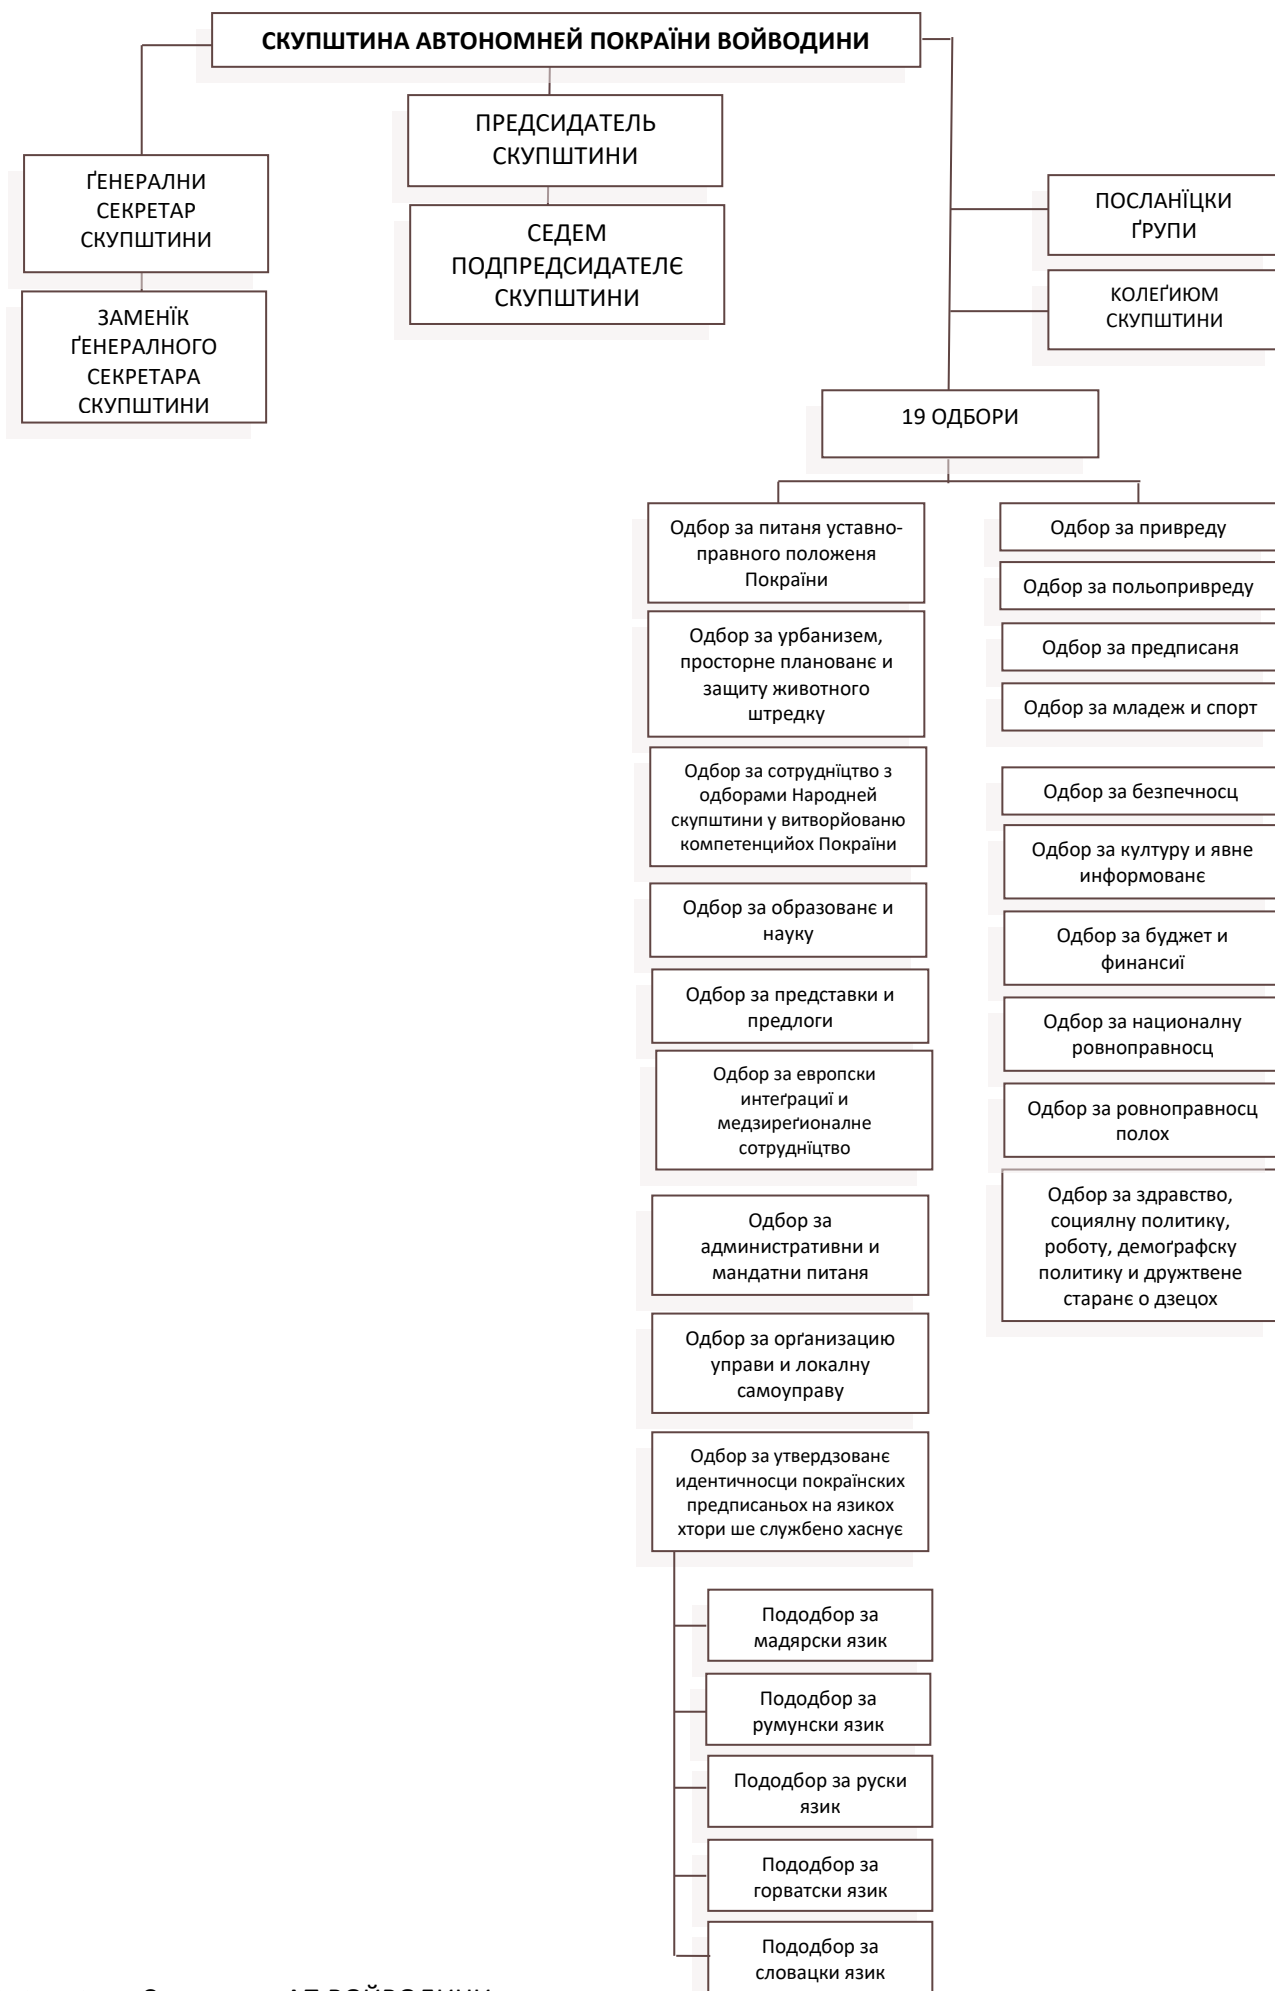 СКУПШТИНА АВТОНОМНЕЙ ПОКРАЇНИ ВОЙВОДИНИ
ПРЕДСИДАТЕЛЬ
СКУПШТИНИ
ҐЕНЕРАЛНИ
СЕКРЕТАР
СКУПШТИНИ
СЕДЕМ
ПОДПРЕДСИДАТЕЛЄ
СКУПШТИНИ
ЗАМЕНЇК
ҐЕНЕРАЛНОГО
СЕКРЕТАРА
СКУПШТИНИ
ПОСЛАНЇЦКИ
ҐРУПИ
КОЛЕҐИЮМ
СКУПШТИНИ
19 ОДБОРИ
Одбор за питаня уставно-
правного положеня
Покраїни
Одбор за урбанизем,
просторне планованє и
защиту животного
штредку
Одбор за сотруднїцтво з
одборами Народней
скупштини у витворйованю
компетенцийох Покраїни
Одбор за образованє и
науку
Одбор за представки и
предлоги
Одбор за европски
интеґрациї и
медзиреґионалне
сотруднїцтво
Одбор за
административни и
мандатни питаня
Одбор за орґанизацию
управи и локалну
самоуправу
Одбор за утвердзованє
идентичносци покраїнских
предписаньох на язикох
хтори ше службено хаснує
Пододбор за
мадярски язик
Пододбор за
румунски язик
Пододбор за руски
язик
Пододбор за
горватски язик
Пододбор за
словацки язик
Одбор за привреду
Одбор за польопривреду
Одбор за предписаня
Одбор за младеж и спорт
Одбор за безпечносц
Одбор за културу и явне
информованє
Одбор за буджет и
финансиї
Одбор за националну
ровноправносц
Одбор за ровноправносц
полох
Одбор за здравство,
социялну политику,
роботу, демоґрафску
политику и дружтвене
старанє о дзецох